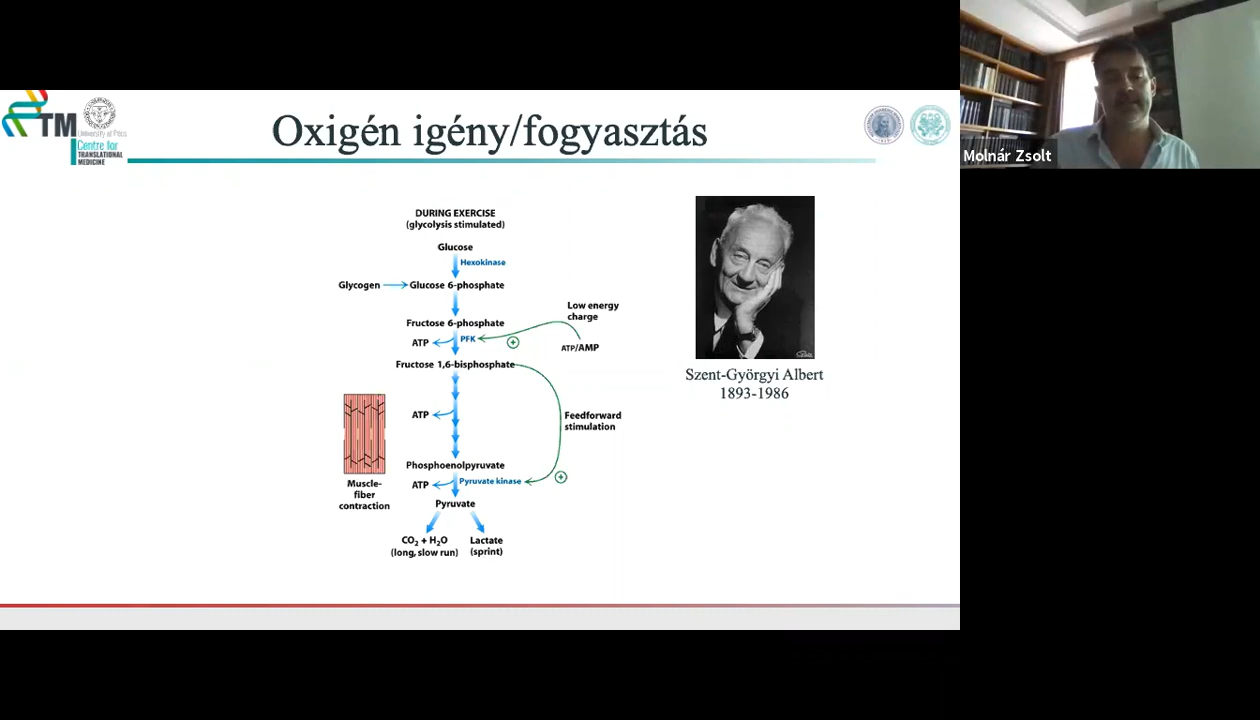 TM
University of Pécs
Centre for
TRANSLATIONAL
MEDICINE
Oxigén igény/fogyasztás
Molnár Zsolt
DURING EXERCISE
(glycolysis stimulated)
Glucose
Hexokinase
Glycogen
Glucose 6-phosphate
Low energy
charge
Fructose 6-phosphate
ATP
PFK
+
ATP/AMP
Fructose 1,6-bisphosphate
ATP
Feedforward
stimulation
Phosphoenolpyruvate
ATP
Pyruvate kinase
+
Muscle-
fiber
contraction
Pyruvate
CO₂ + H₂O
(long, slow run)
Lactate
(sprint)
Szent-Györgyi Albert
1893-1986